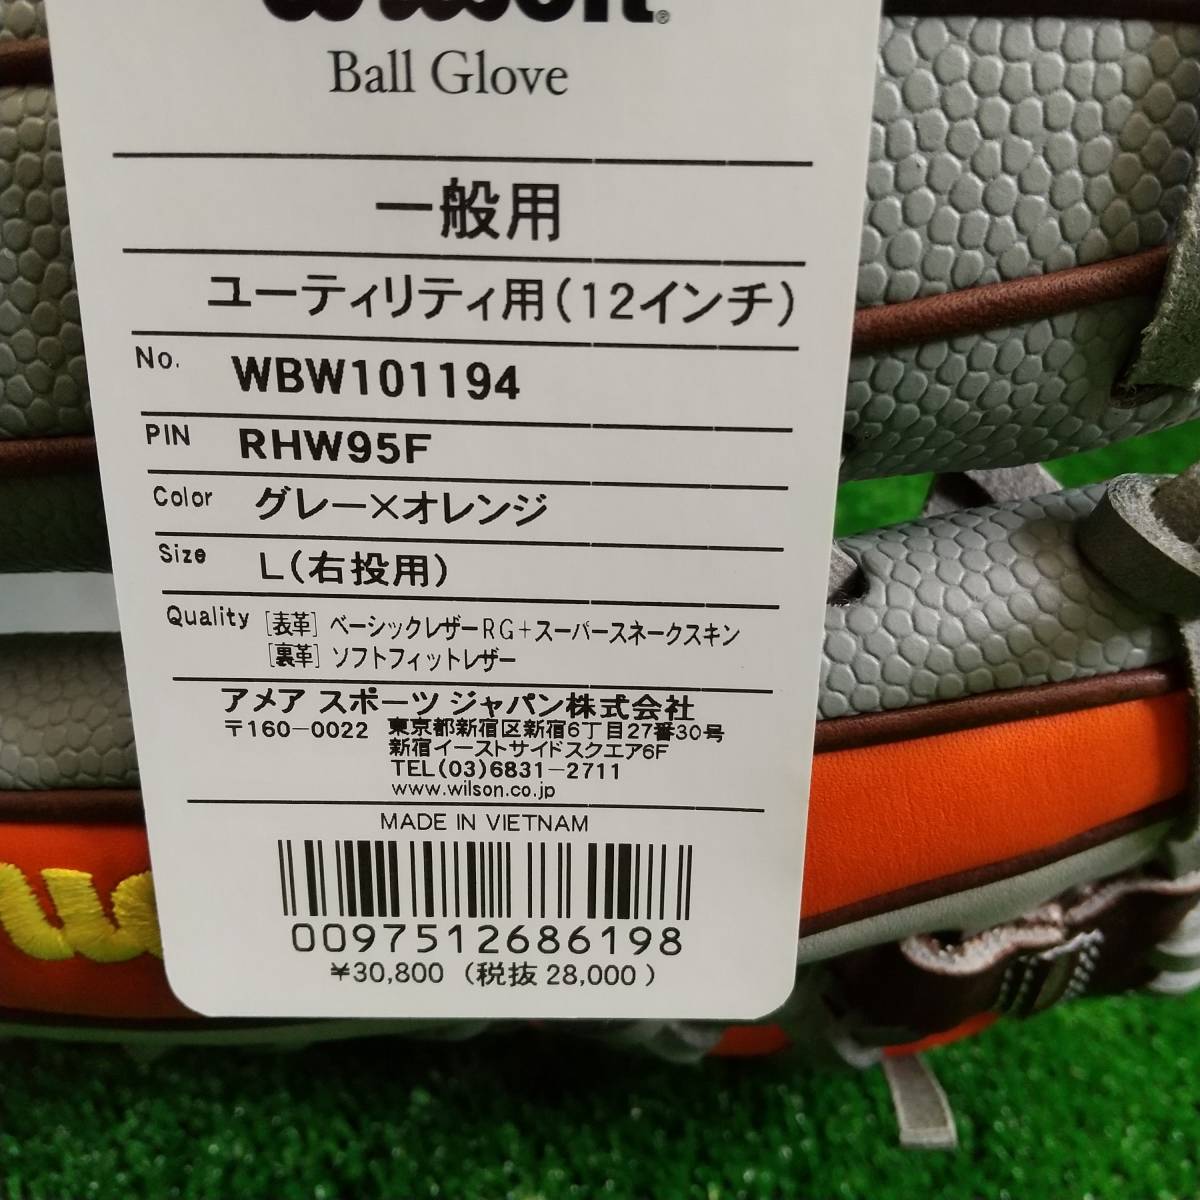 Wilson®
Ball Glove
一般用
ユーティリティ用(12インチ)
No. WBW101194
PIN RHW95F
Color グレー×オレンジ
Size L(右投用)
Quality [表革] ベーシックレザーRG+スーパースネークスキン
[裏革] ソフトフィットレザー
アメア スポーツ ジャパン株式会社
〒160-0022 東京都新宿区新宿6丁目27番30号
新宿イーストサイドスクエア6F
TEL(03)6831-2711
www.wilson.co.jp
MADE IN VIETNAM
0097512686198
¥30,800 (税抜 28,000)